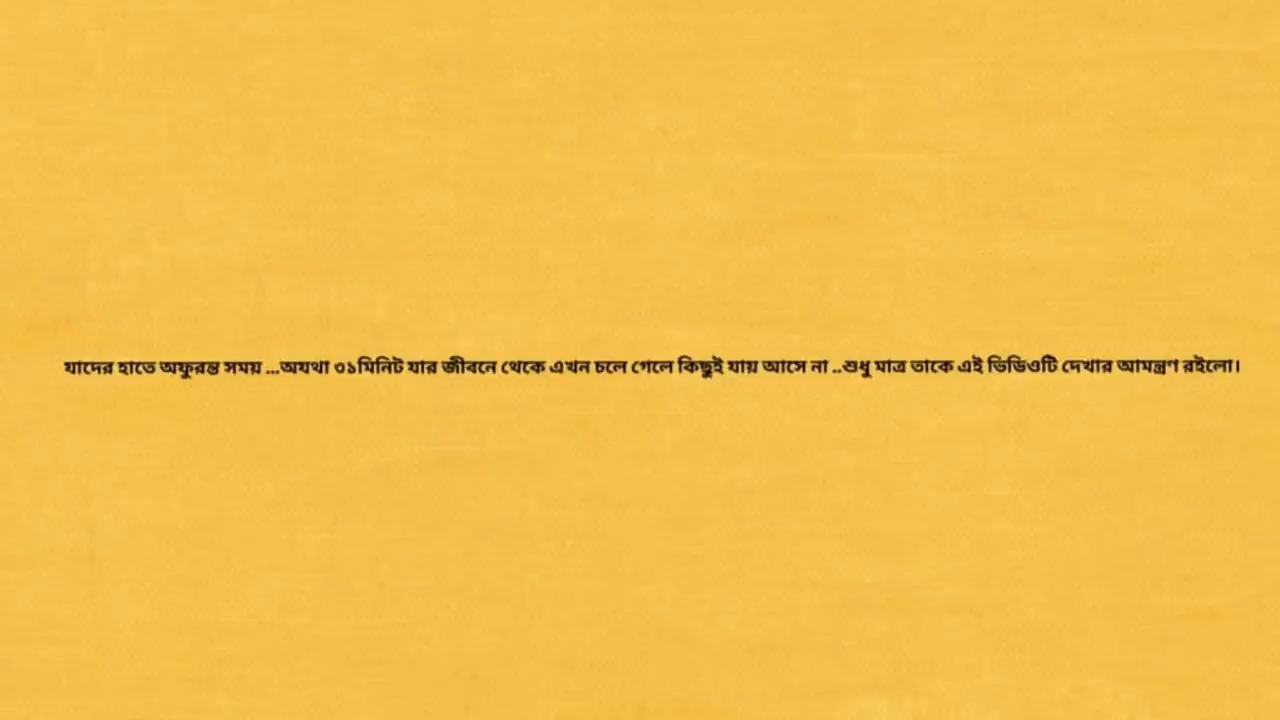 যাদের হাতে অফুরন্ত সময় ...অযথা ৩১মিনিট যার জীবনে থেকে এখন চলে গেলে কিছুই যায় আসে না ..শুধু মাত্র তাকে এই ভিডিওটি দেখার আমন্ত্রণ রইলো।